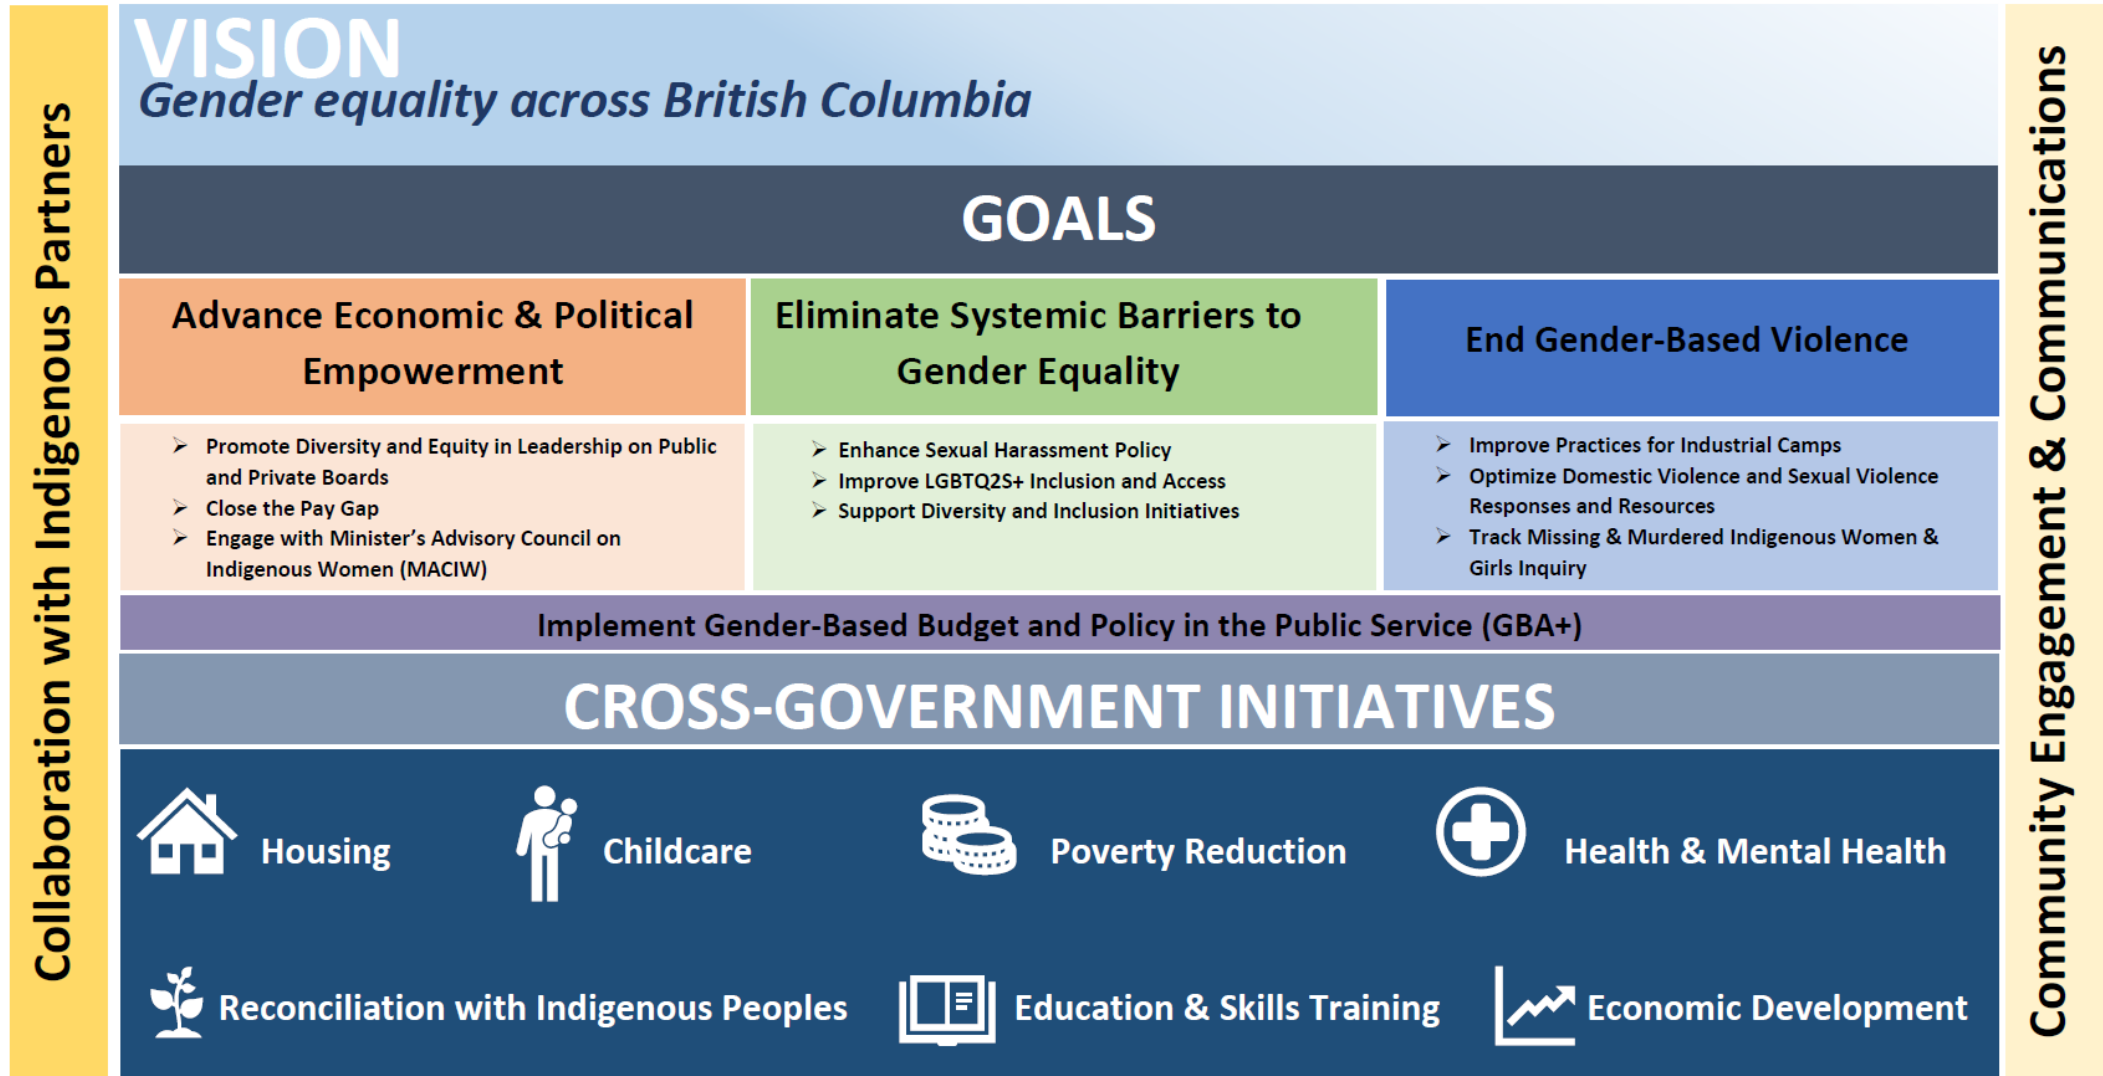 Collaboration with Indigenous Partners
VISION
Gender equality across British Columbia
GOALS
Advance Economic & Political
Empowerment
Promote Diversity and Equity in Leadership on Public
and Private Boards
Close the Pay Gap
Engage with Minister’s Advisory Council on
Indigenous Women (MACIW)
Eliminate Systemic Barriers to
Gender Equality
Enhance Sexual Harassment Policy
Improve LGBTQ2S+ Inclusion and Access
Support Diversity and Inclusion Initiatives
End Gender-Based Violence
Improve Practices for Industrial Camps
Optimize Domestic Violence and Sexual Violence
Responses and Resources
Track Missing & Murdered Indigenous Women &
Girls Inquiry
Implement Gender-Based Budget and Policy in the Public Service (GBA+)
CROSS-GOVERNMENT INITIATIVES
Housing
Childcare
Poverty Reduction
Health & Mental Health
Reconciliation with Indigenous Peoples
Education & Skills Training
Economic Development
Community Engagement & Communications